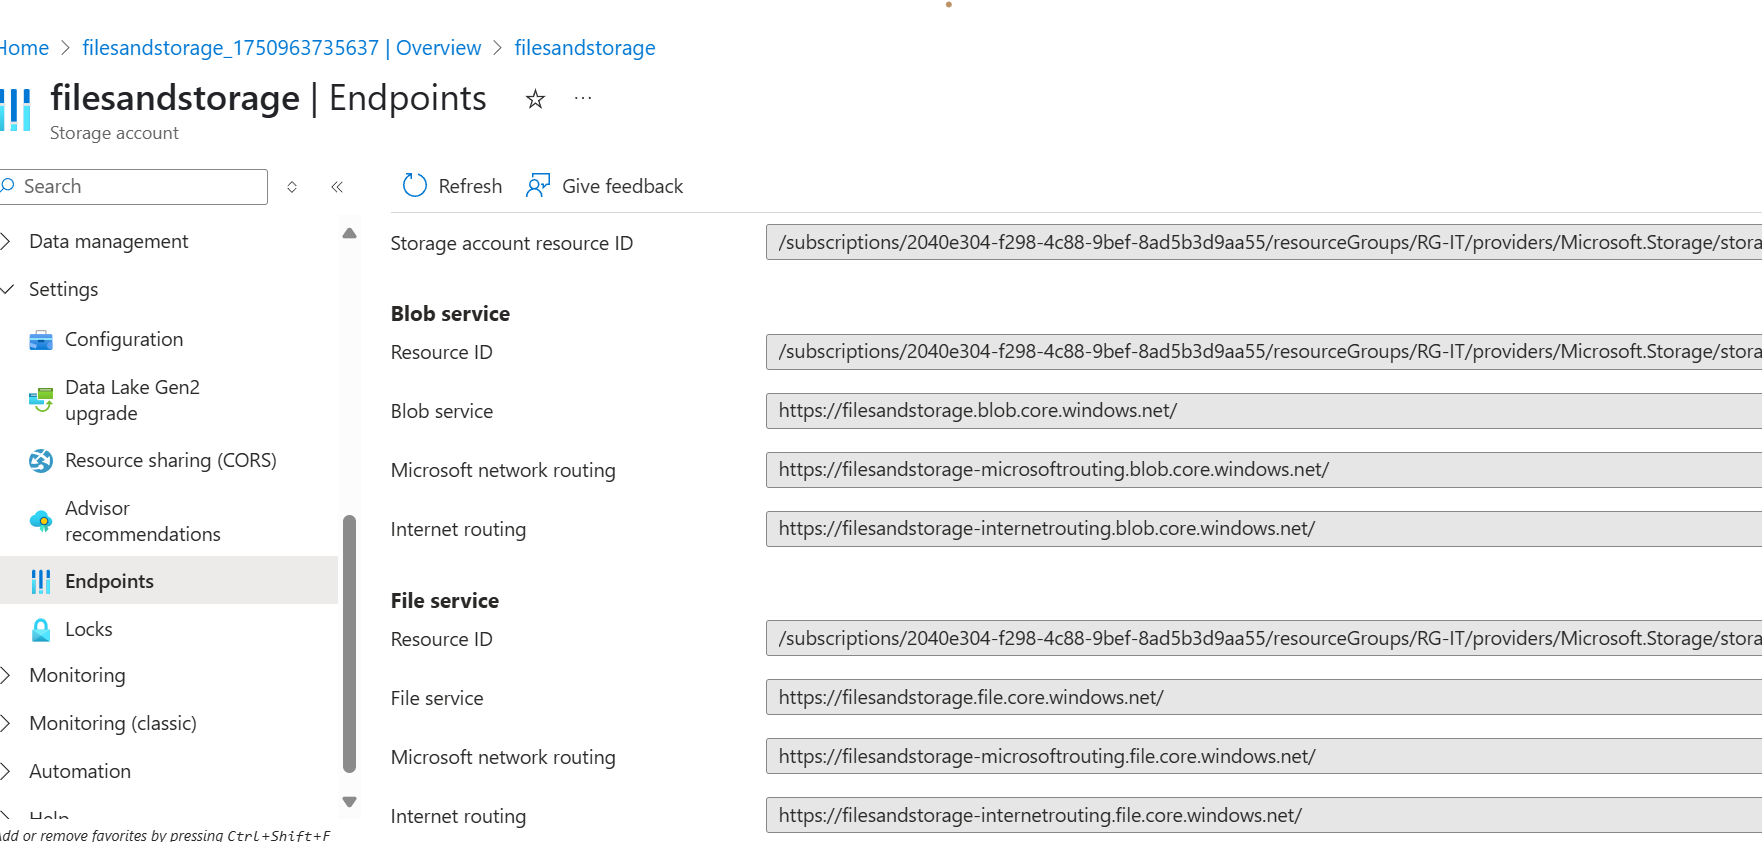 Home > filesandstorage_1750963735637 | Overview > filesandstorage
filesandstorage | Endpoints
Storage account
Search
Refresh
Give feedback
Data management
Settings
Configuration
Data Lake Gen2
upgrade
Resource sharing (CORS)
Advisor
recommendations
Endpoints
Locks
Monitoring
Monitoring (classic)
Automation
Help
Add or remove favorites by pressing Ctrl+Shift+F
Storage account resource ID
/subscriptions/2040e304-f298-4c88-9bef-8ad5b3d9aa55/resourceGroups/RG-IT/providers/Microsoft.Storage/stora
Blob service
Resource ID
/subscriptions/2040e304-f298-4c88-9bef-8ad5b3d9aa55/resourceGroups/RG-IT/providers/Microsoft.Storage/stora
Blob service
https://filesandstorage.blob.core.windows.net/
Microsoft network routing
https://filesandstorage-microsoftrouting.blob.core.windows.net/
Internet routing
https://filesandstorage-internetrouting.blob.core.windows.net/
File service
Resource ID
/subscriptions/2040e304-f298-4c88-9bef-8ad5b3d9aa55/resourceGroups/RG-IT/providers/Microsoft.Storage/stora
File service
https://filesandstorage.file.core.windows.net/
Microsoft network routing
https://filesandstorage-microsoftrouting.file.core.windows.net/
Internet routing
https://filesandstorage-internetrouting.file.core.windows.net/